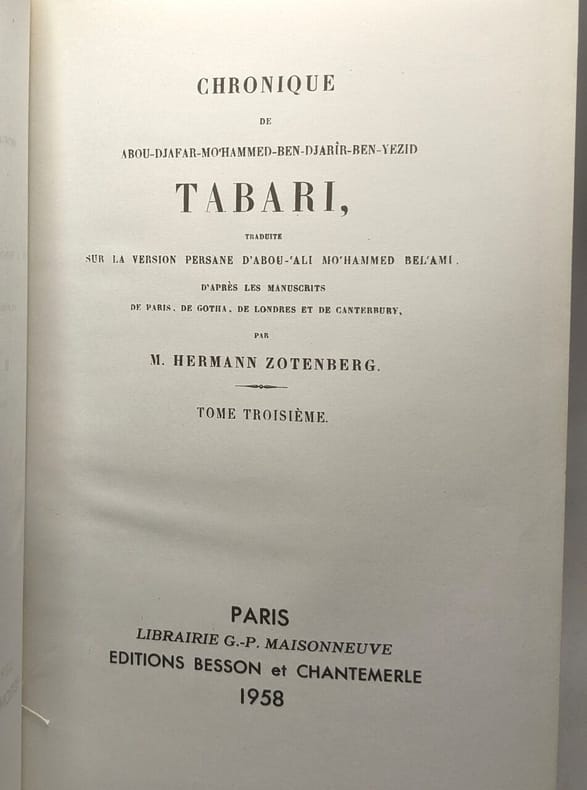 CHRONIQUE
DE
ABOU-DJAFAR-MO'HAMMED-BEN-DJARÎR-BEN-YEZID
TABARI,
TRADUITE
SUR LA VERSION PERSANE D'ABOU-'ALI MO'HAMMED BEL'AMI.
D'APRÈS LES MANUSCRITS
DE PARIS, DE GOTHA, DE LONDRES ET DE CANTERBURY,
PAR
M. HERMANN ZOTENBERG.
TOME TROISIÈME.
PARIS
LIBRAIRIE G.-P. MAISONNEUVE
EDITIONS BESSON et CHANTEMERLE
1958